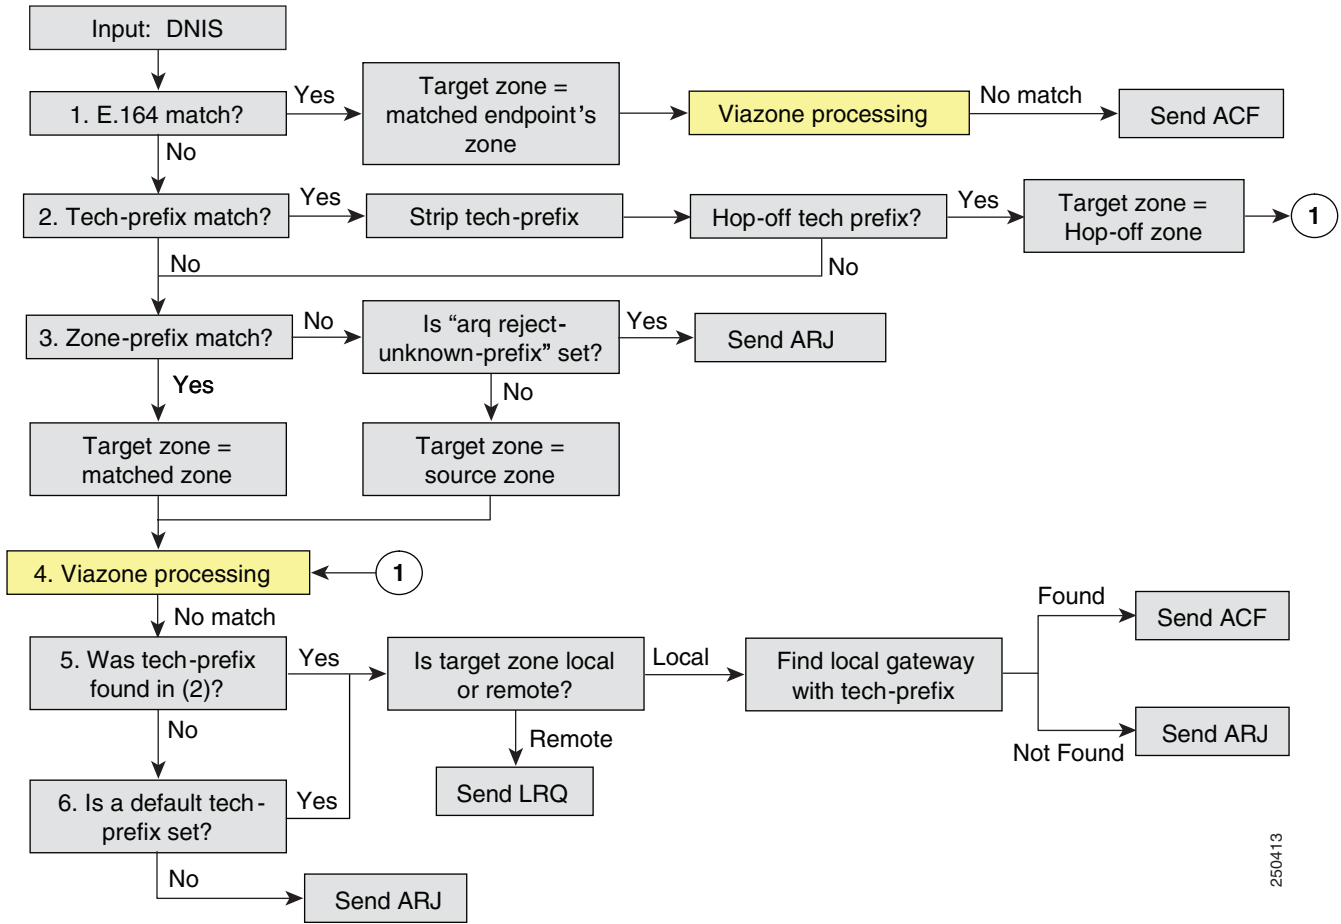 Input: DNIS
1. E.164 match?
Yes
Target zone =
matched endpoint's
zone
Viazone processing
No match
Send ACF
No
2. Tech-prefix match?
Yes
Strip tech-prefix
Hop-off tech prefix?
Yes
Target zone =
Hop-off zone
1
No
No
3. Zone-prefix match?
No
Is “arq reject-
unknown-prefix” set?
Yes
Send ARJ
Yes
No
Target zone =
matched zone
Target zone =
source zone
4. Viazone processing
1
No match
5. Was tech-prefix
found in (2)?
Yes
Is target zone local
or remote?
Local
Find local gateway
with tech-prefix
Found
Send ACF
Not Found
Send ARJ
No
Remote
Send LRQ
6. Is a default tech-
prefix set?
Yes
No
Send ARJ
250413